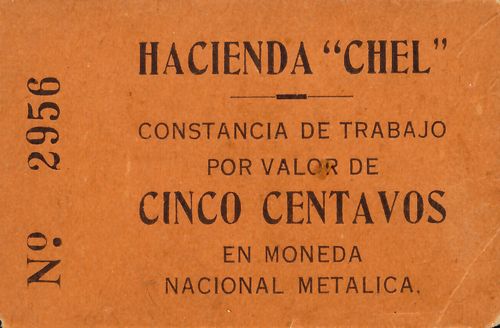 Nº. 2956
HACIENDA "CHEL"
CONSTANCIA DE TRABAJO
POR VALOR DE
CINCO CENTAVOS
EN MONEDA
NACIONAL METALICA.